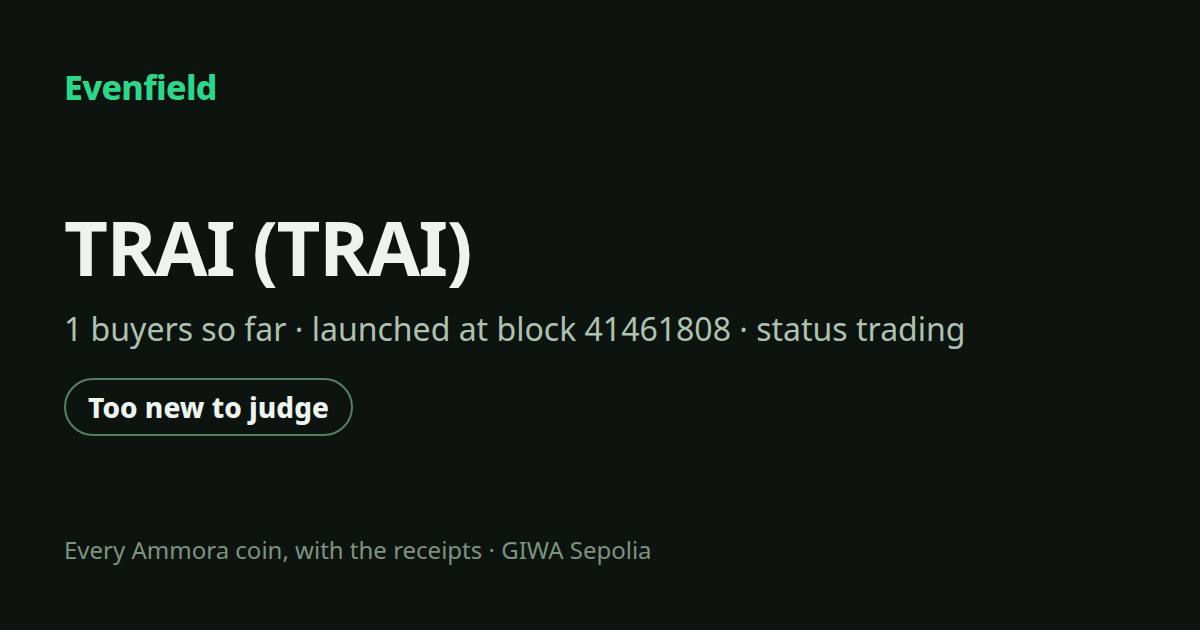 Evenfield
TRAI (TRAI)
1 buyers so far · launched at block 41461808 · status trading
Too new to judge
Every Ammora coin, with the receipts · GIWA Sepolia